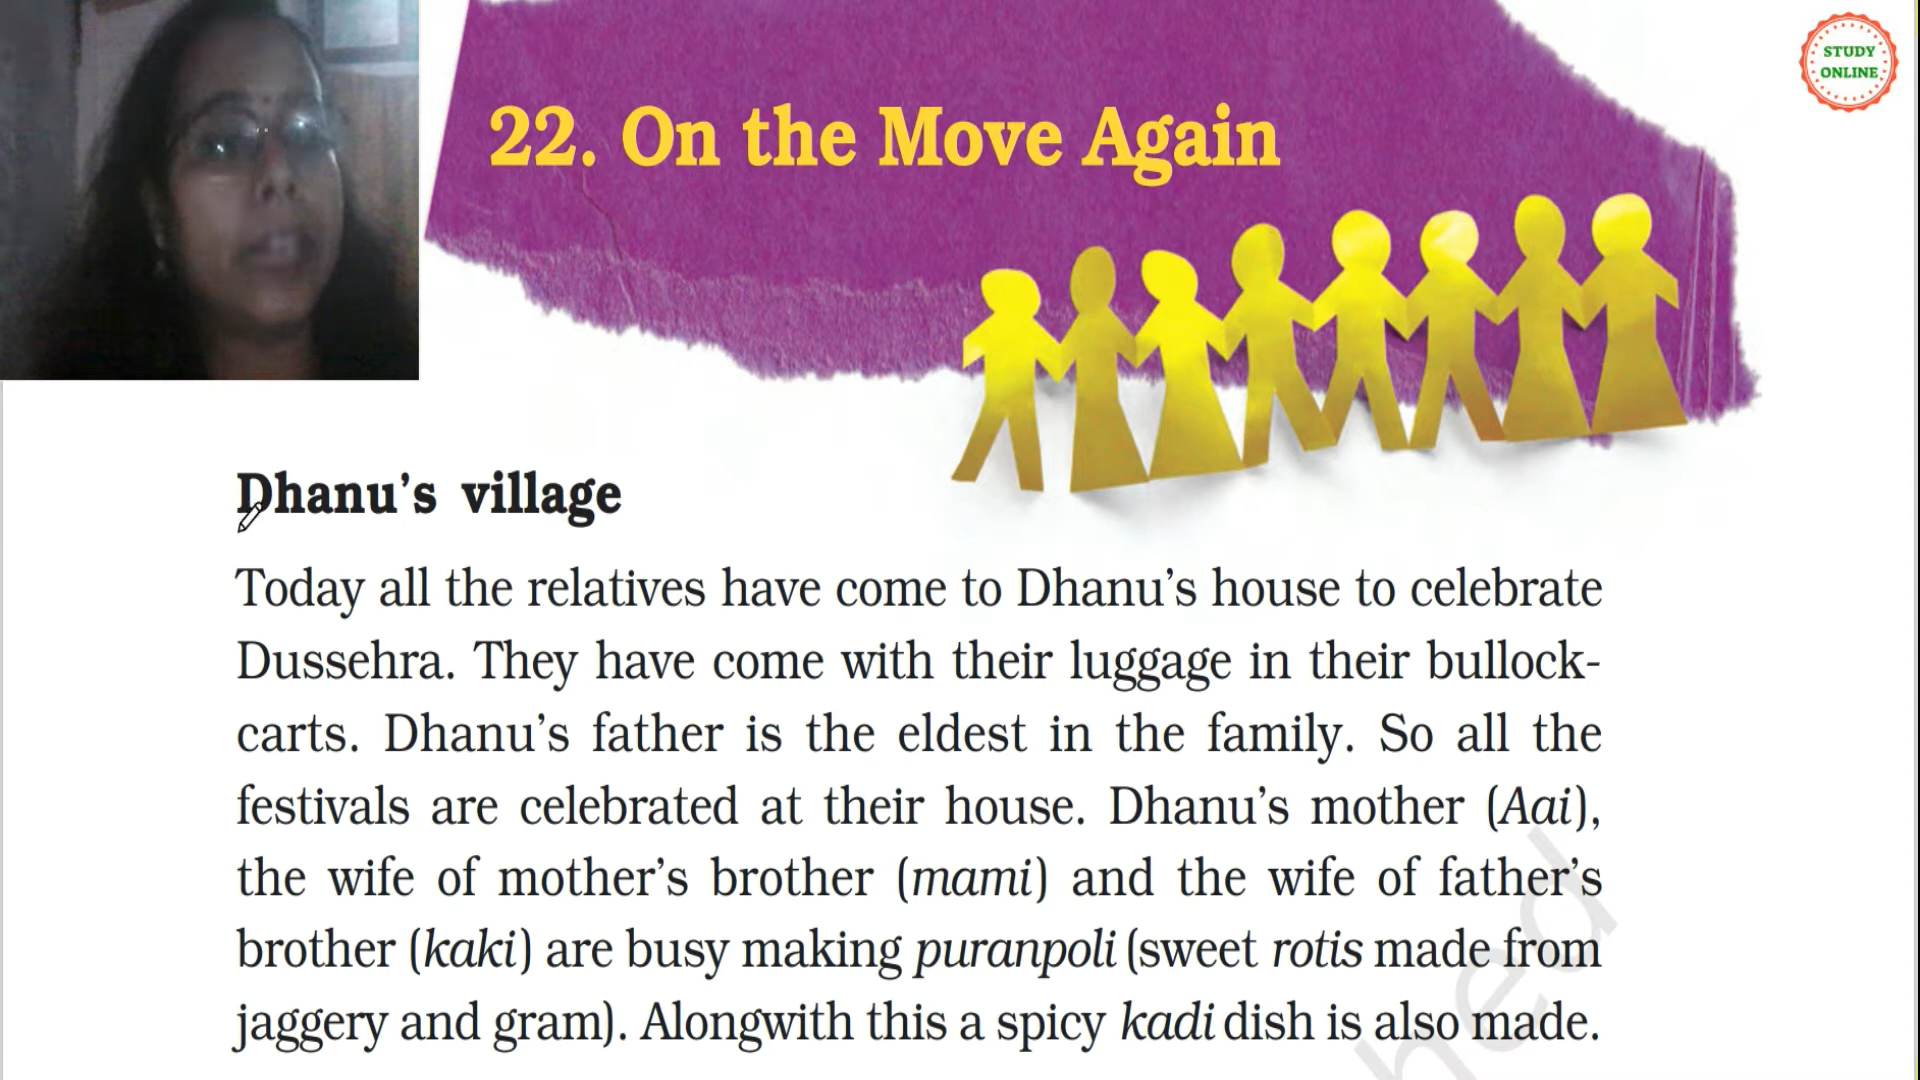 STUDY
ONLINE
22. On the Move Again
Dhanu’s village
Today all the relatives have come to Dhanu’s house to celebrate
Dussehra. They have come with their luggage in their bullock-
carts. Dhanu’s father is the eldest in the family. So all the
festivals are celebrated at their house. Dhanu’s mother (Aai),
the wife of mother’s brother (mami) and the wife of father’s
brother (kaki) are busy making puranpoli (sweet rotis made from
jaggery and gram). Alongwith this a spicy kadi dish is also made.
hed